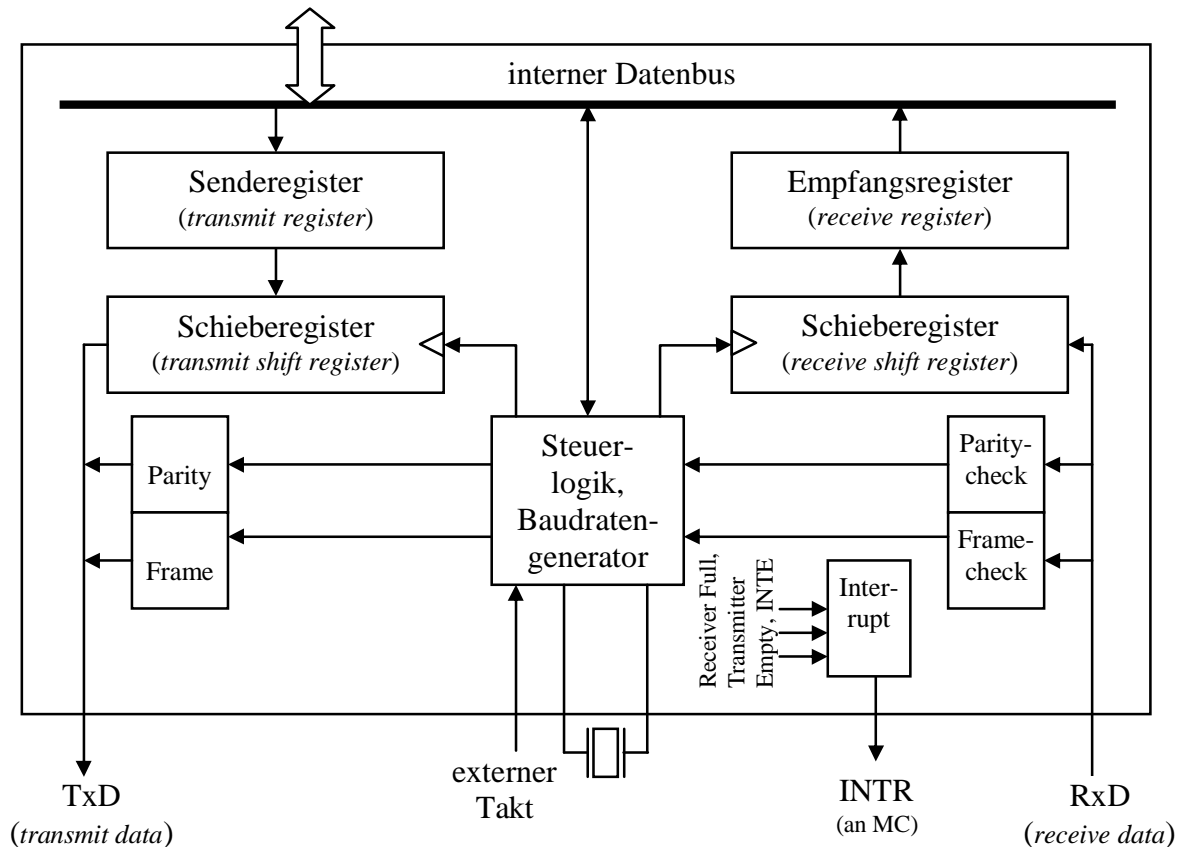 interner Datenbus
Senderegister
(transmit register)
Empfangsregister
(receive register)
Schieberegister
(transmit shift register)
Schieberegister
(receive shift register)
Parity
Frame
Steuer-
logik,
Baudraten-
generator
Parity-
check
Frame-
check
Receiver Full,
Transmitter
Empty, INTE
Inter-
rupt
TxD
(transmit data)
externer
Takt
INTR
(an MC)
RxD
(receive data)